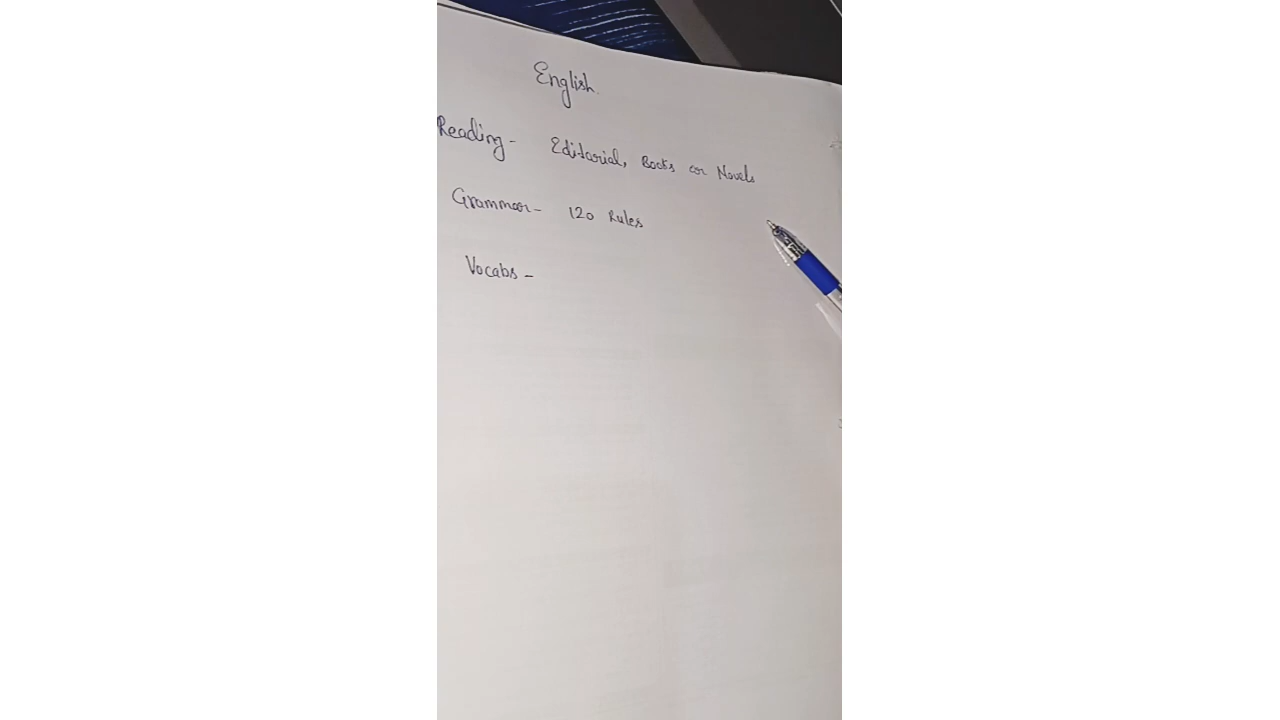 English.
Reading - Editorial, Books or Novels
Grammar - 120 Rules
Vocabs -